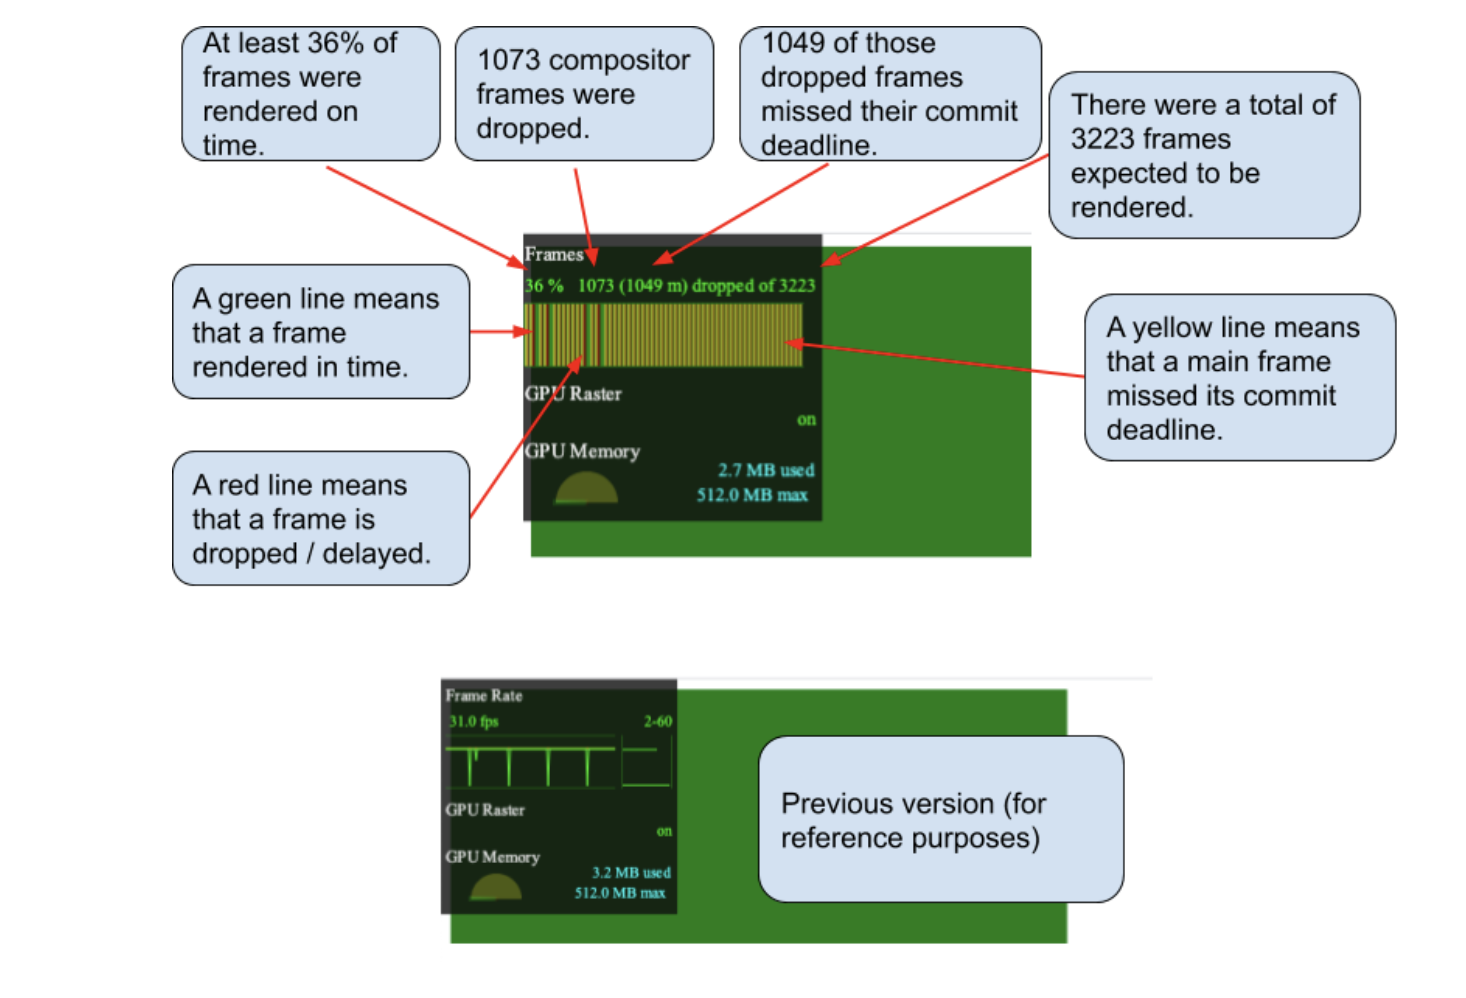 At least 36% of
frames were
rendered on
time.
1073 compositor
frames were
dropped.
1049 of those
dropped frames
missed their commit
deadline.
There were a total of
3223 frames
expected to be
rendered.
A green line means
that a frame
rendered in time.
A red line means
that a frame is
dropped / delayed.
Frames
36 % 1073 (1049 m) dropped of 3223
GPU Raster
on
GPU Memory
2.7 MB used
512.0 MB max
A yellow line means
that a main frame
missed its commit
deadline.
Frame Rate
31.0 fps 2-60
GPU Raster
on
GPU Memory
3.2 MB used
512.0 MB max
Previous version (for
reference purposes)